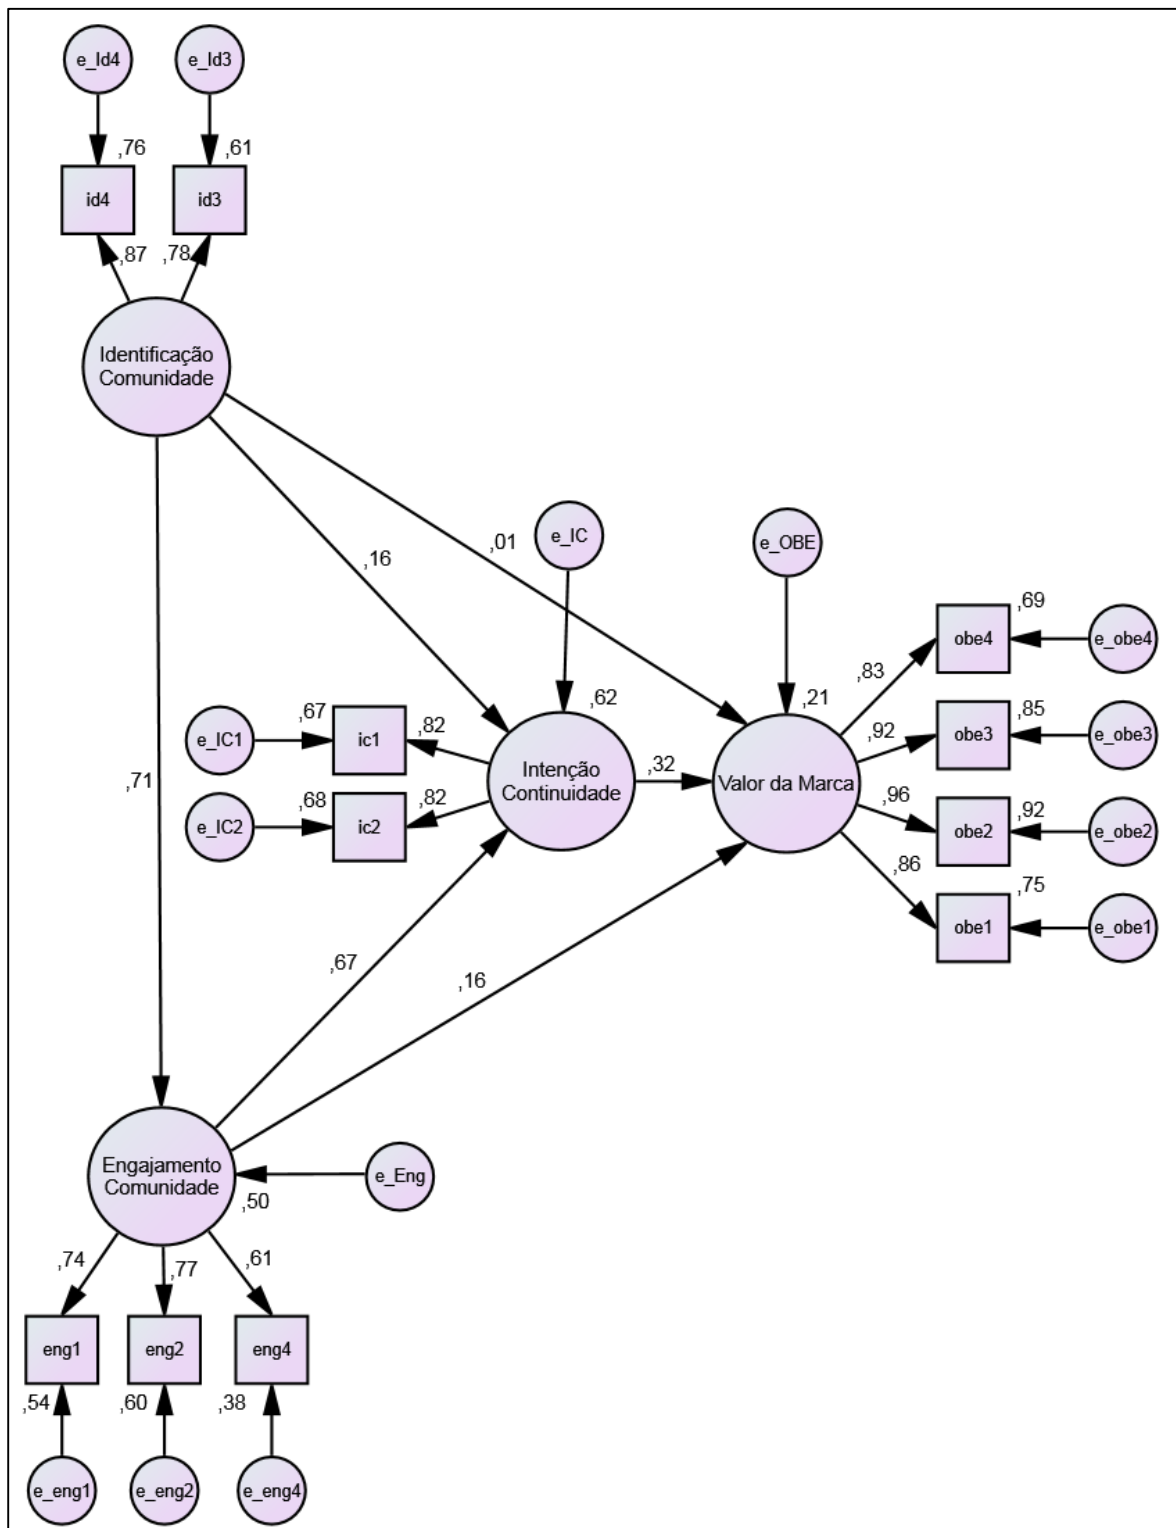 e_Id4
e_Id3
,76
,61
id4
id3
,87
,78
Identificação
Comunidade
,16
,01
e_IC
e_OBE
,71
,62
,21
e_IC1
,67
ic1
,82
e_IC2
,68
ic2
,82
Intenção
Continuidade
,32
Valor da Marca
,83
,69
obe4
e_obe4
,92
,85
obe3
e_obe3
,96
,92
obe2
e_obe2
,86
,75
obe1
e_obe1
,67
,16
Engajamento
Comunidade
,50
e_Eng
,74
,77
,61
eng1
eng2
eng4
,54
,60
,38
e_eng1
e_eng2
e_eng4